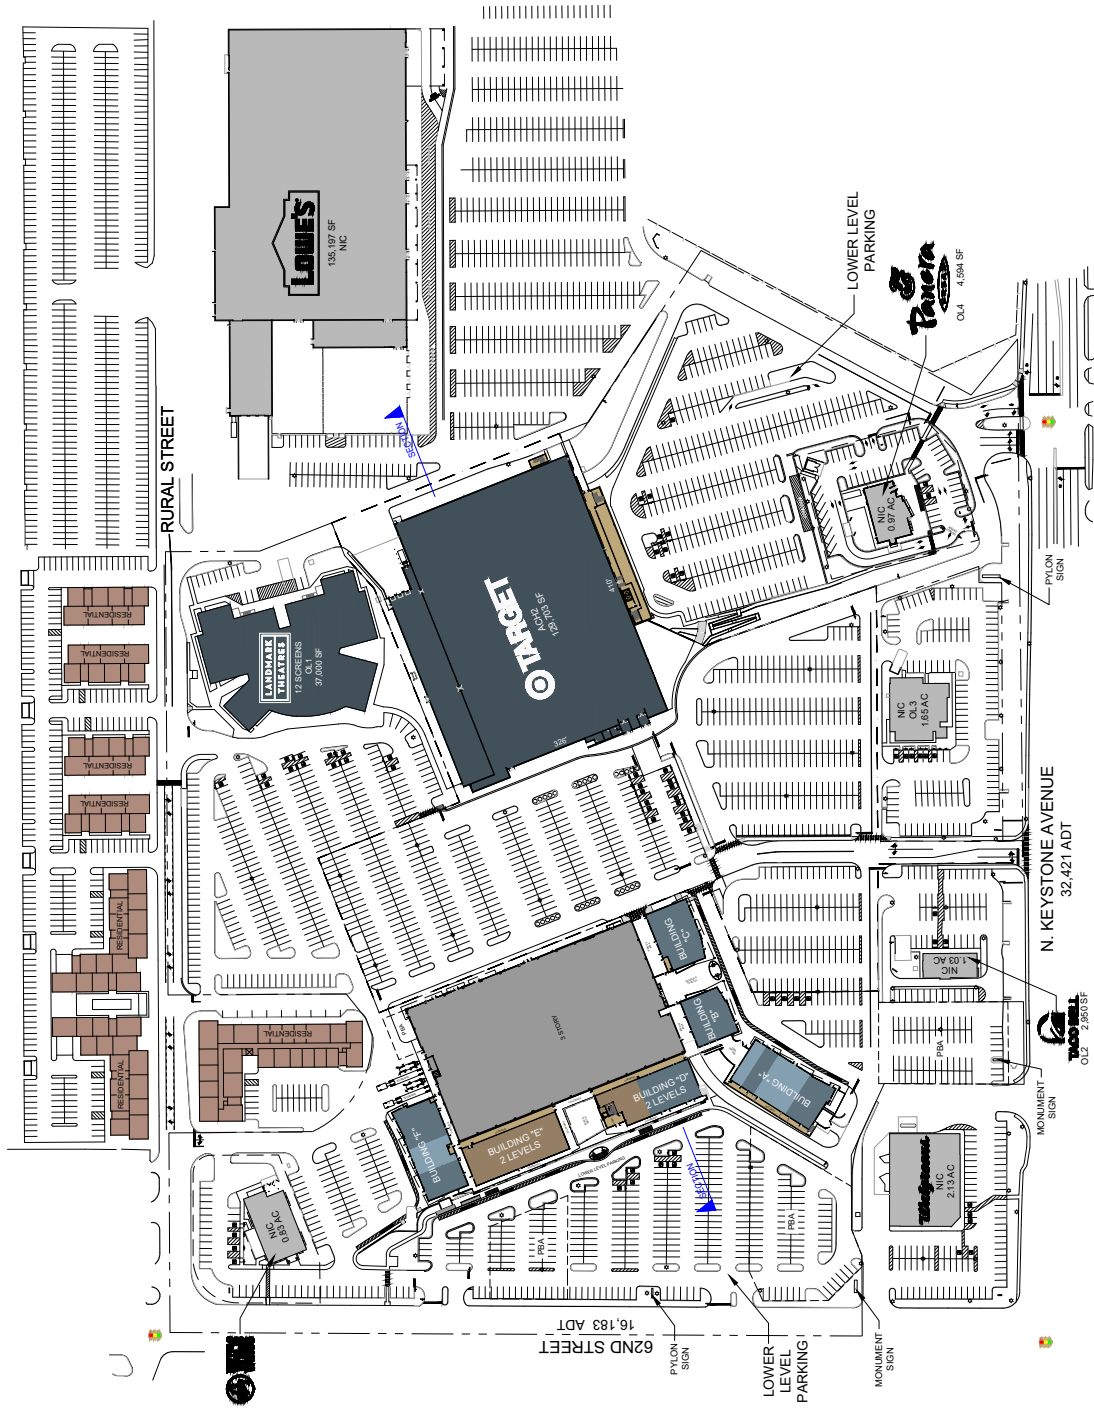 LOWE'S
135,197 SF
NIC
LOWER LEVEL
PARKING
Panera
OL4 4,594 SF
RURAL STREET
SECTION
NIC
0.97 AC
PYLON
SIGN
RESIDENTIAL
RESIDENTIAL
RESIDENTIAL
RESIDENTIAL
LANDMARK
THEATRES
12 SCREENS
OL1
37,000 SF
TARGET
ACH2
129,703 SF
410'
326'
NIC
OL3
1.65 AC
N. KEYSTONE AVENUE
32,421 ADT
RESIDENTIAL
RESIDENTIAL
RESIDENTIAL
PBA
3 STORY
BUILDING
"C"
BUILDING
"B"
BUILDING "A"
BUILDING "D"
2 LEVELS
BUILDING "E"
2 LEVELS
BUILDING "F"
NIC
1.03 AC
TACO BELL
OL2 2,950 SF
PBA
MONUMENT
SIGN
LOWER LEVEL PARKING
SECTION
Walgreens
NIC
2.13 AC
NIC
0.83 AC
PBA
PBA
62ND STREET
16,183 ADT
PYLON
SIGN
LOWER
LEVEL
PARKING
MONUMENT
SIGN